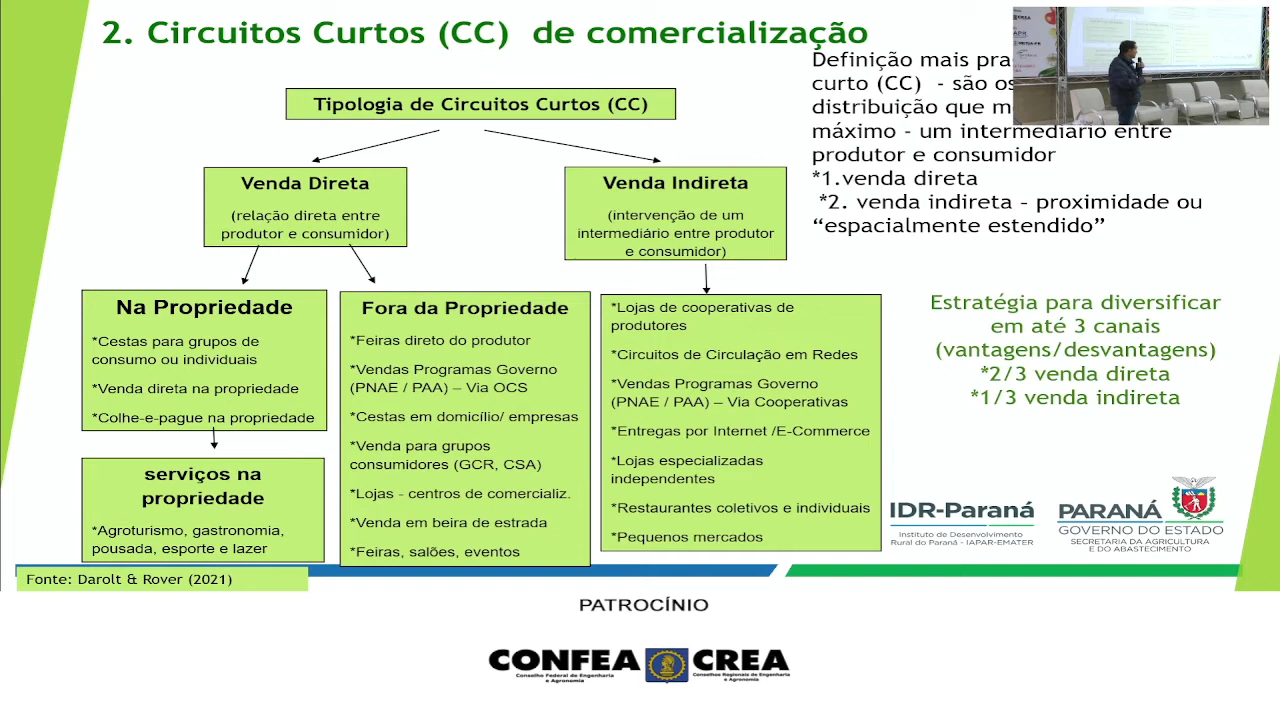 2. Circuitos Curtos (CC) de comercialização
Tipologia de Circuitos Curtos (CC)
Venda Direta
(relação direta entre
produtor e consumidor)
Venda Indireta
(intervenção de um
intermediário entre produtor
e consumidor)
Na Propriedade
*Cestas para grupos de
consumo ou individuais
*Venda direta na propriedade
*Colhe-e-pague na propriedade
serviços na
propriedade
*Agroturismo, gastronomia,
pousada, esporte e lazer
Fora da Propriedade
*Feiras direto do produtor
*Vendas Programas Governo
(PNAE / PAA) – Via OCS
*Cestas em domicílio/ empresas
*Venda para grupos
consumidores (GCR, CSA)
*Lojas - centros de comercializ.
*Venda em beira de estrada
*Feiras, salões, eventos
*Lojas de cooperativas de
produtores
*Circuitos de Circulação em Redes
*Vendas Programas Governo
(PNAE / PAA) – Via Cooperativas
*Entregas por Internet /E-Commerce
*Lojas especializadas
independentes
*Restaurantes coletivos e individuais
*Pequenos mercados
Definição mais
curto (CC) - são
distribuição que
máximo - um intermediário entre
produtor e consumidor
*1.venda direta
*2. venda indireta – proximidade ou
“espacialmente estendido”
Estratégia para diversificar
em até 3 canais
(vantagens/desvantagens)
*2/3 venda direta
*1/3 venda indireta
IDR-Paraná
Instituto de Desenvolvimento
Rural do Paraná - IAPAR-EMATER
PARANÁ
GOVERNO DO ESTADO
SECRETARIA DA AGRICULTURA
E DO ABASTECIMENTO
Fonte: Darolt & Rover (2021)
PATROCÍNIO
CONFEA
Conselho Federal de Engenharia
e Agronomia
CREA
Conselhos Regionais de Engenharia
e Agronomia